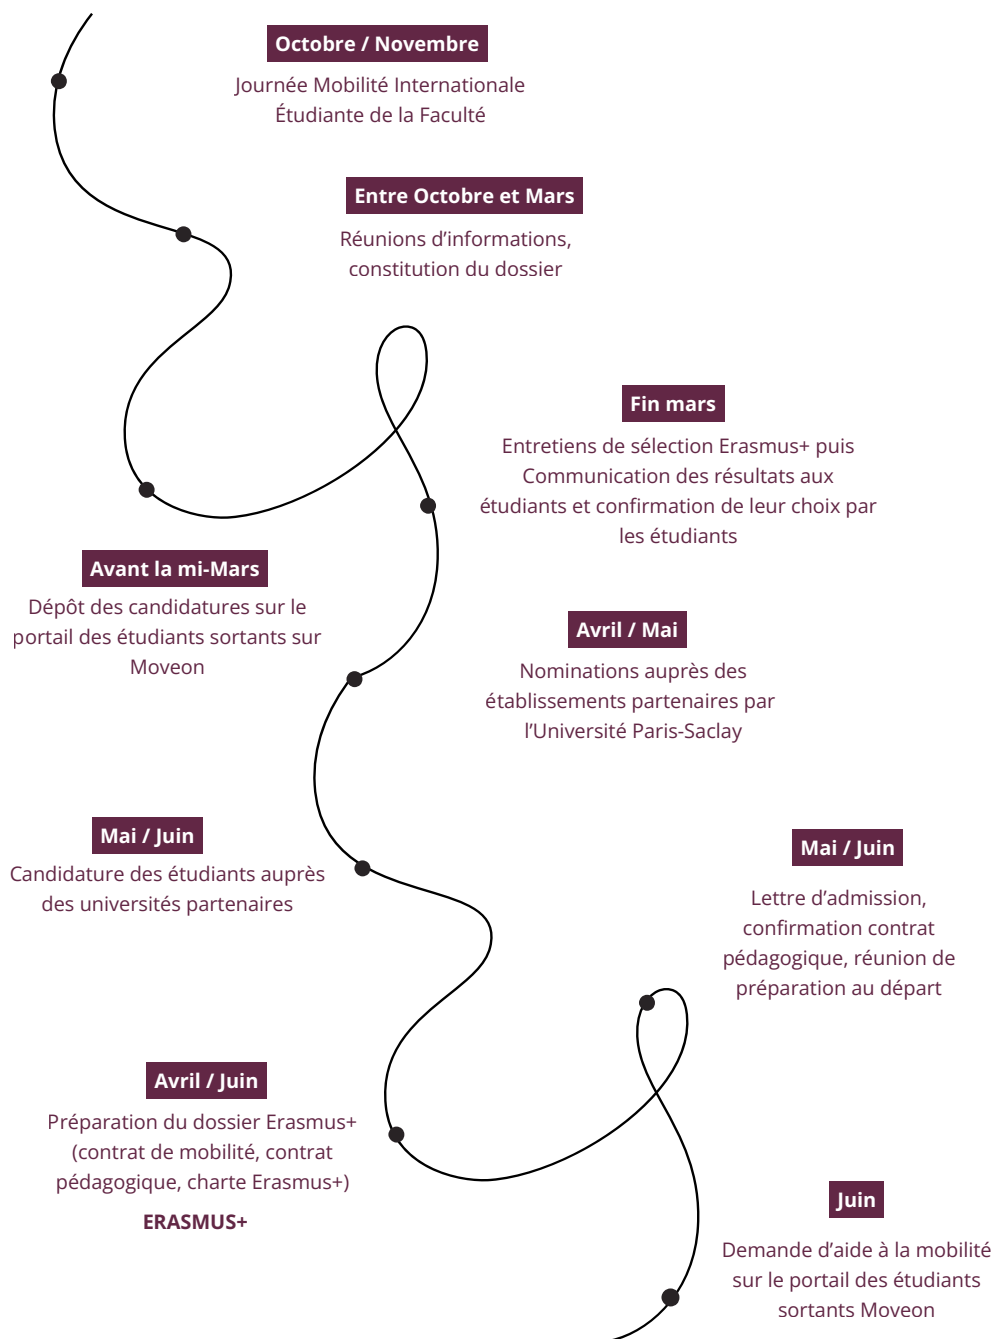 Octobre / Novembre
Journée Mobilité Internationale
Étudiante de la Faculté
Entre Octobre et Mars
Réunions d’informations,
constitution du dossier
Avant la mi-Mars
Dépôt des candidatures sur le
portail des étudiants sortants sur
Moveon
Fin mars
Entretiens de sélection Erasmus+ puis
Communication des résultats aux
étudiants et confirmation de leur choix par
les étudiants
Avril / Mai
Nominations auprès des
établissements partenaires par
l’Université Paris-Saclay
Mai / Juin
Candidature des étudiants auprès
des universités partenaires
Avril / Juin
Préparation du dossier Erasmus+
(contrat de mobilité, contrat
pédagogique, charte Erasmus+)
ERASMUS+
Mai / Juin
Lettre d’admission,
confirmation contrat
pédagogique, réunion de
préparation au départ
Juin
Demande d’aide à la mobilité
sur le portail des étudiants
sortants Moveon